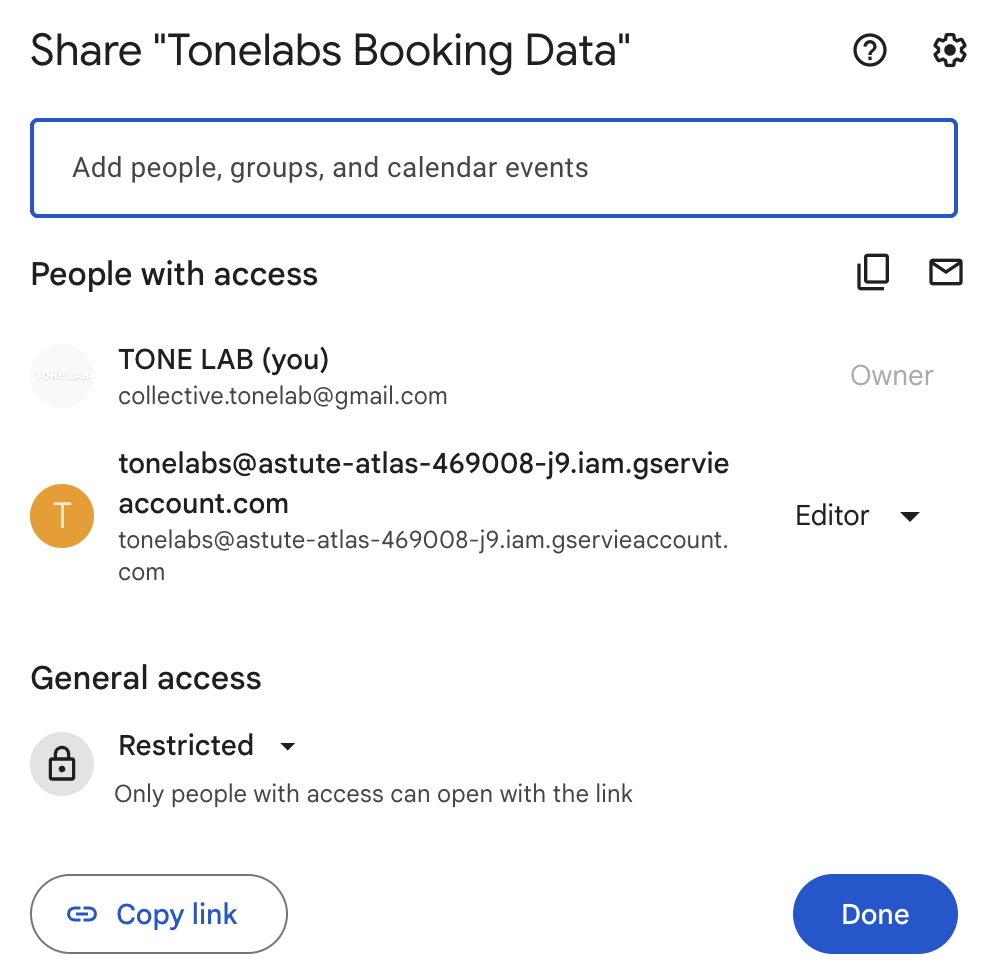 Share "Tonelabs Booking Data"
Add people, groups, and calendar events
People with access
TONE LAB
TONE LAB (you)
collective.tonelab@gmail.com
Owner
T
tonelabs@astute-atlas-469008-j9.iam.gservie
account.com
tonelabs@astute-atlas-469008-j9.iam.gservieaccount.
com
Editor
General access
Restricted
Only people with access can open with the link
Copy link
Done